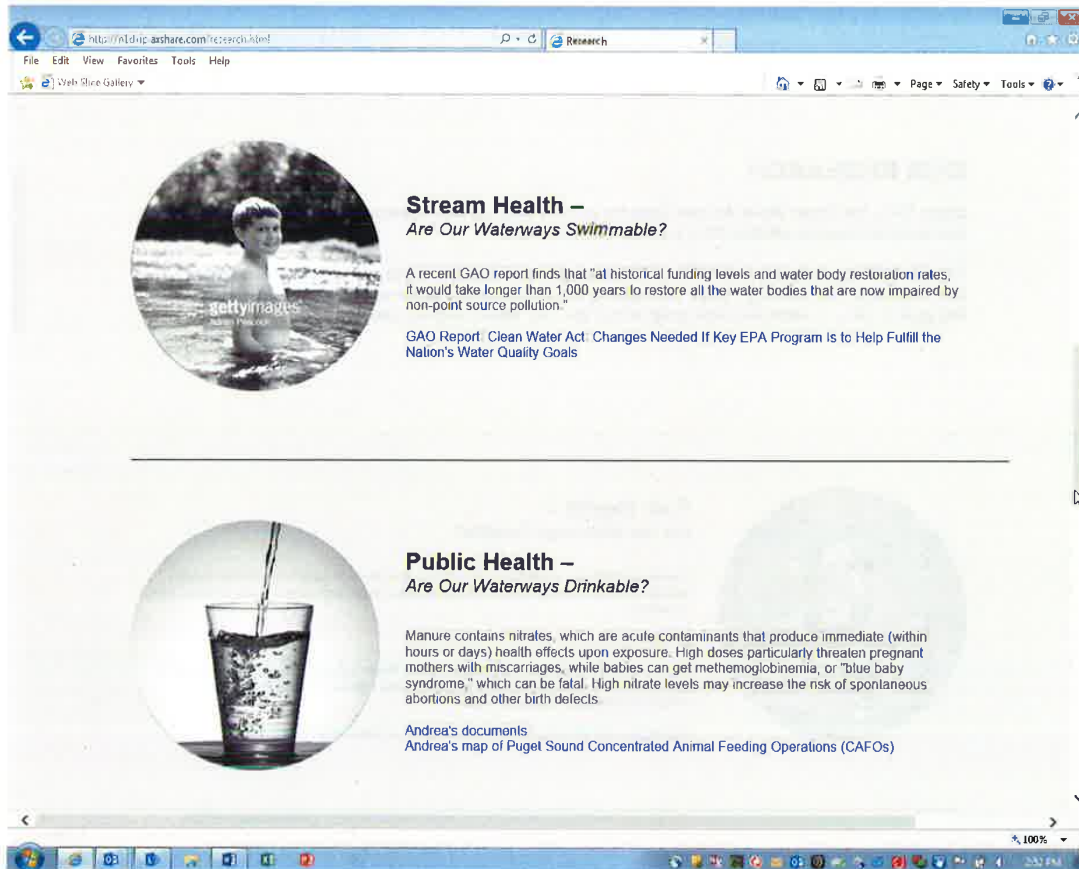 Research
File Edit View Favorites Tools Help
Web Slice Gallery
Page Safety Tools
Stream Health –
Are Our Waterways Swimmable?
A recent GAO report finds that "at historical funding levels and water body restoration rates,
it would take longer than 1,000 years to restore all the water bodies that are now impaired by
non-point source pollution."
gettyimages
GAO Report: Clean Water Act: Changes Needed If Key EPA Program Is to Help Fulfill the
Nation's Water Quality Goals
Public Health –
Are Our Waterways Drinkable?
Manure contains nitrates, which are acute contaminants that produce immediate (within
hours or days) health effects upon exposure. High doses particularly threaten pregnant
mothers with miscarriages, while babies can get methemoglobinemia, or "blue baby
syndrome," which can be fatal. High nitrate levels may increase the risk of spontaneous
abortions and other birth defects
Andrea's documents
Andrea's map of Puget Sound Concentrated Animal Feeding Operations (CAFOs)
100%
2:52 PM